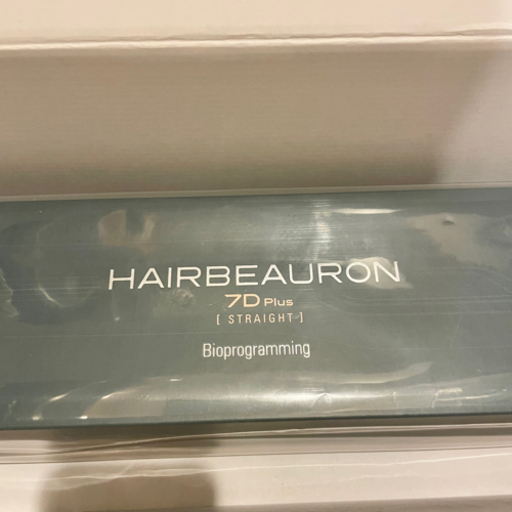 HAIRBEAURON
7D Plus
[ STRAIGHT ]
Bioprogramming